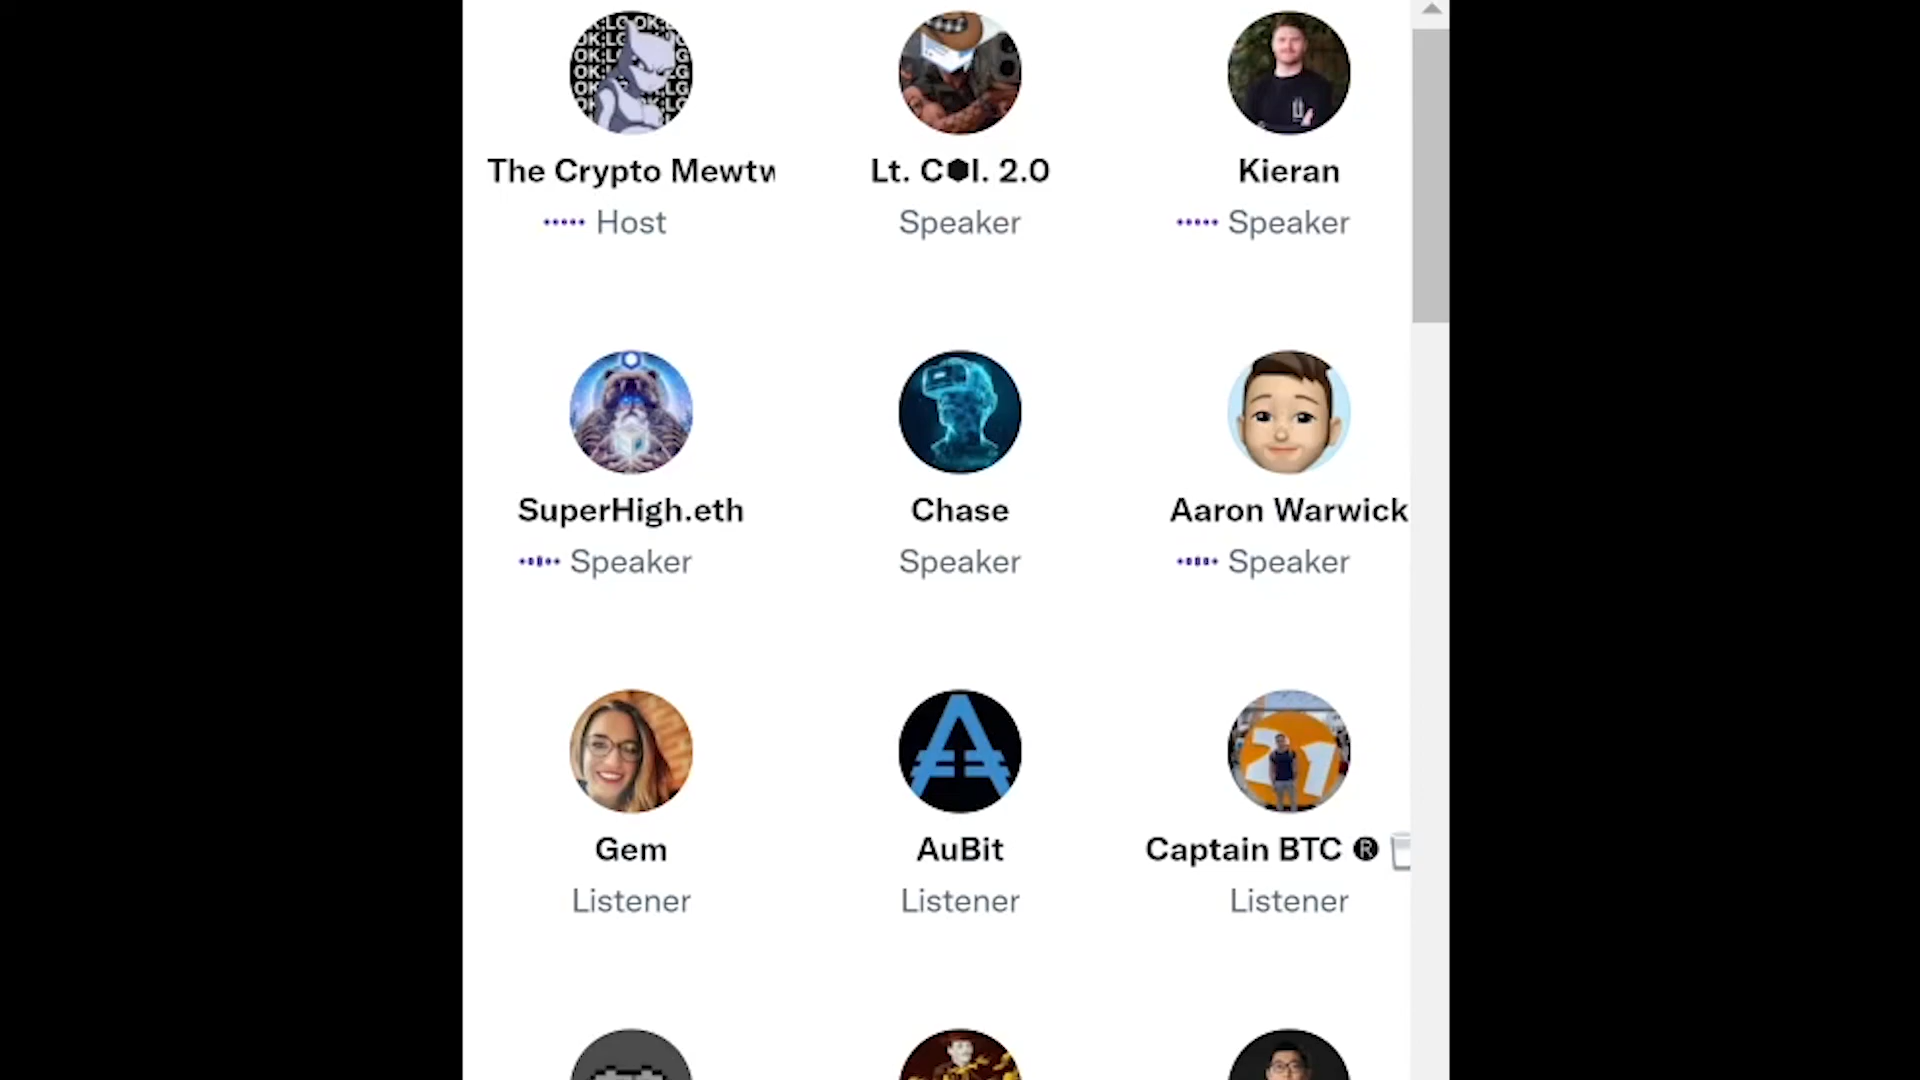 The Crypto Mewtw
Lt. C⬢l. 2.0
Kieran
Host
Speaker
Speaker
SuperHigh.eth
Chase
Aaron Warwick
Speaker
Speaker
Speaker
21
Gem
AuBit
Captain BTC 🅡
Listener
Listener
Listener